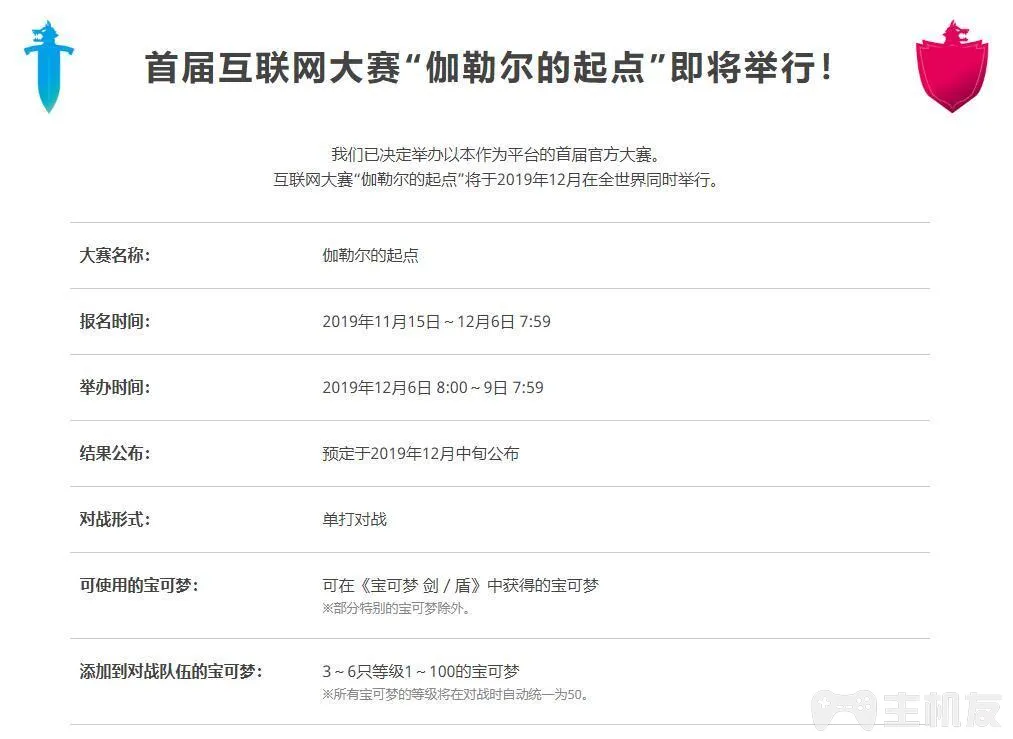 首届互联网大赛“伽勒尔的起点”即将举行！
我们已决定举办以本作为平台的首届官方大赛。
互联网大赛“伽勒尔的起点”将于2019年12月在全世界同时举行。
大赛名称： 伽勒尔的起点
报名时间： 2019年11月15日～12月6日 7:59
举办时间： 2019年12月6日 8:00～9日 7:59
结果公布： 预定于2019年12月中旬公布
对战形式： 单打对战
可使用的宝可梦： 可在《宝可梦 剑 / 盾》中获得的宝可梦
※部分特别的宝可梦除外。
添加到对战队伍的宝可梦： 3～6只等级1～100的宝可梦
※所有宝可梦的等级将在对战时自动统一为50。
主机友